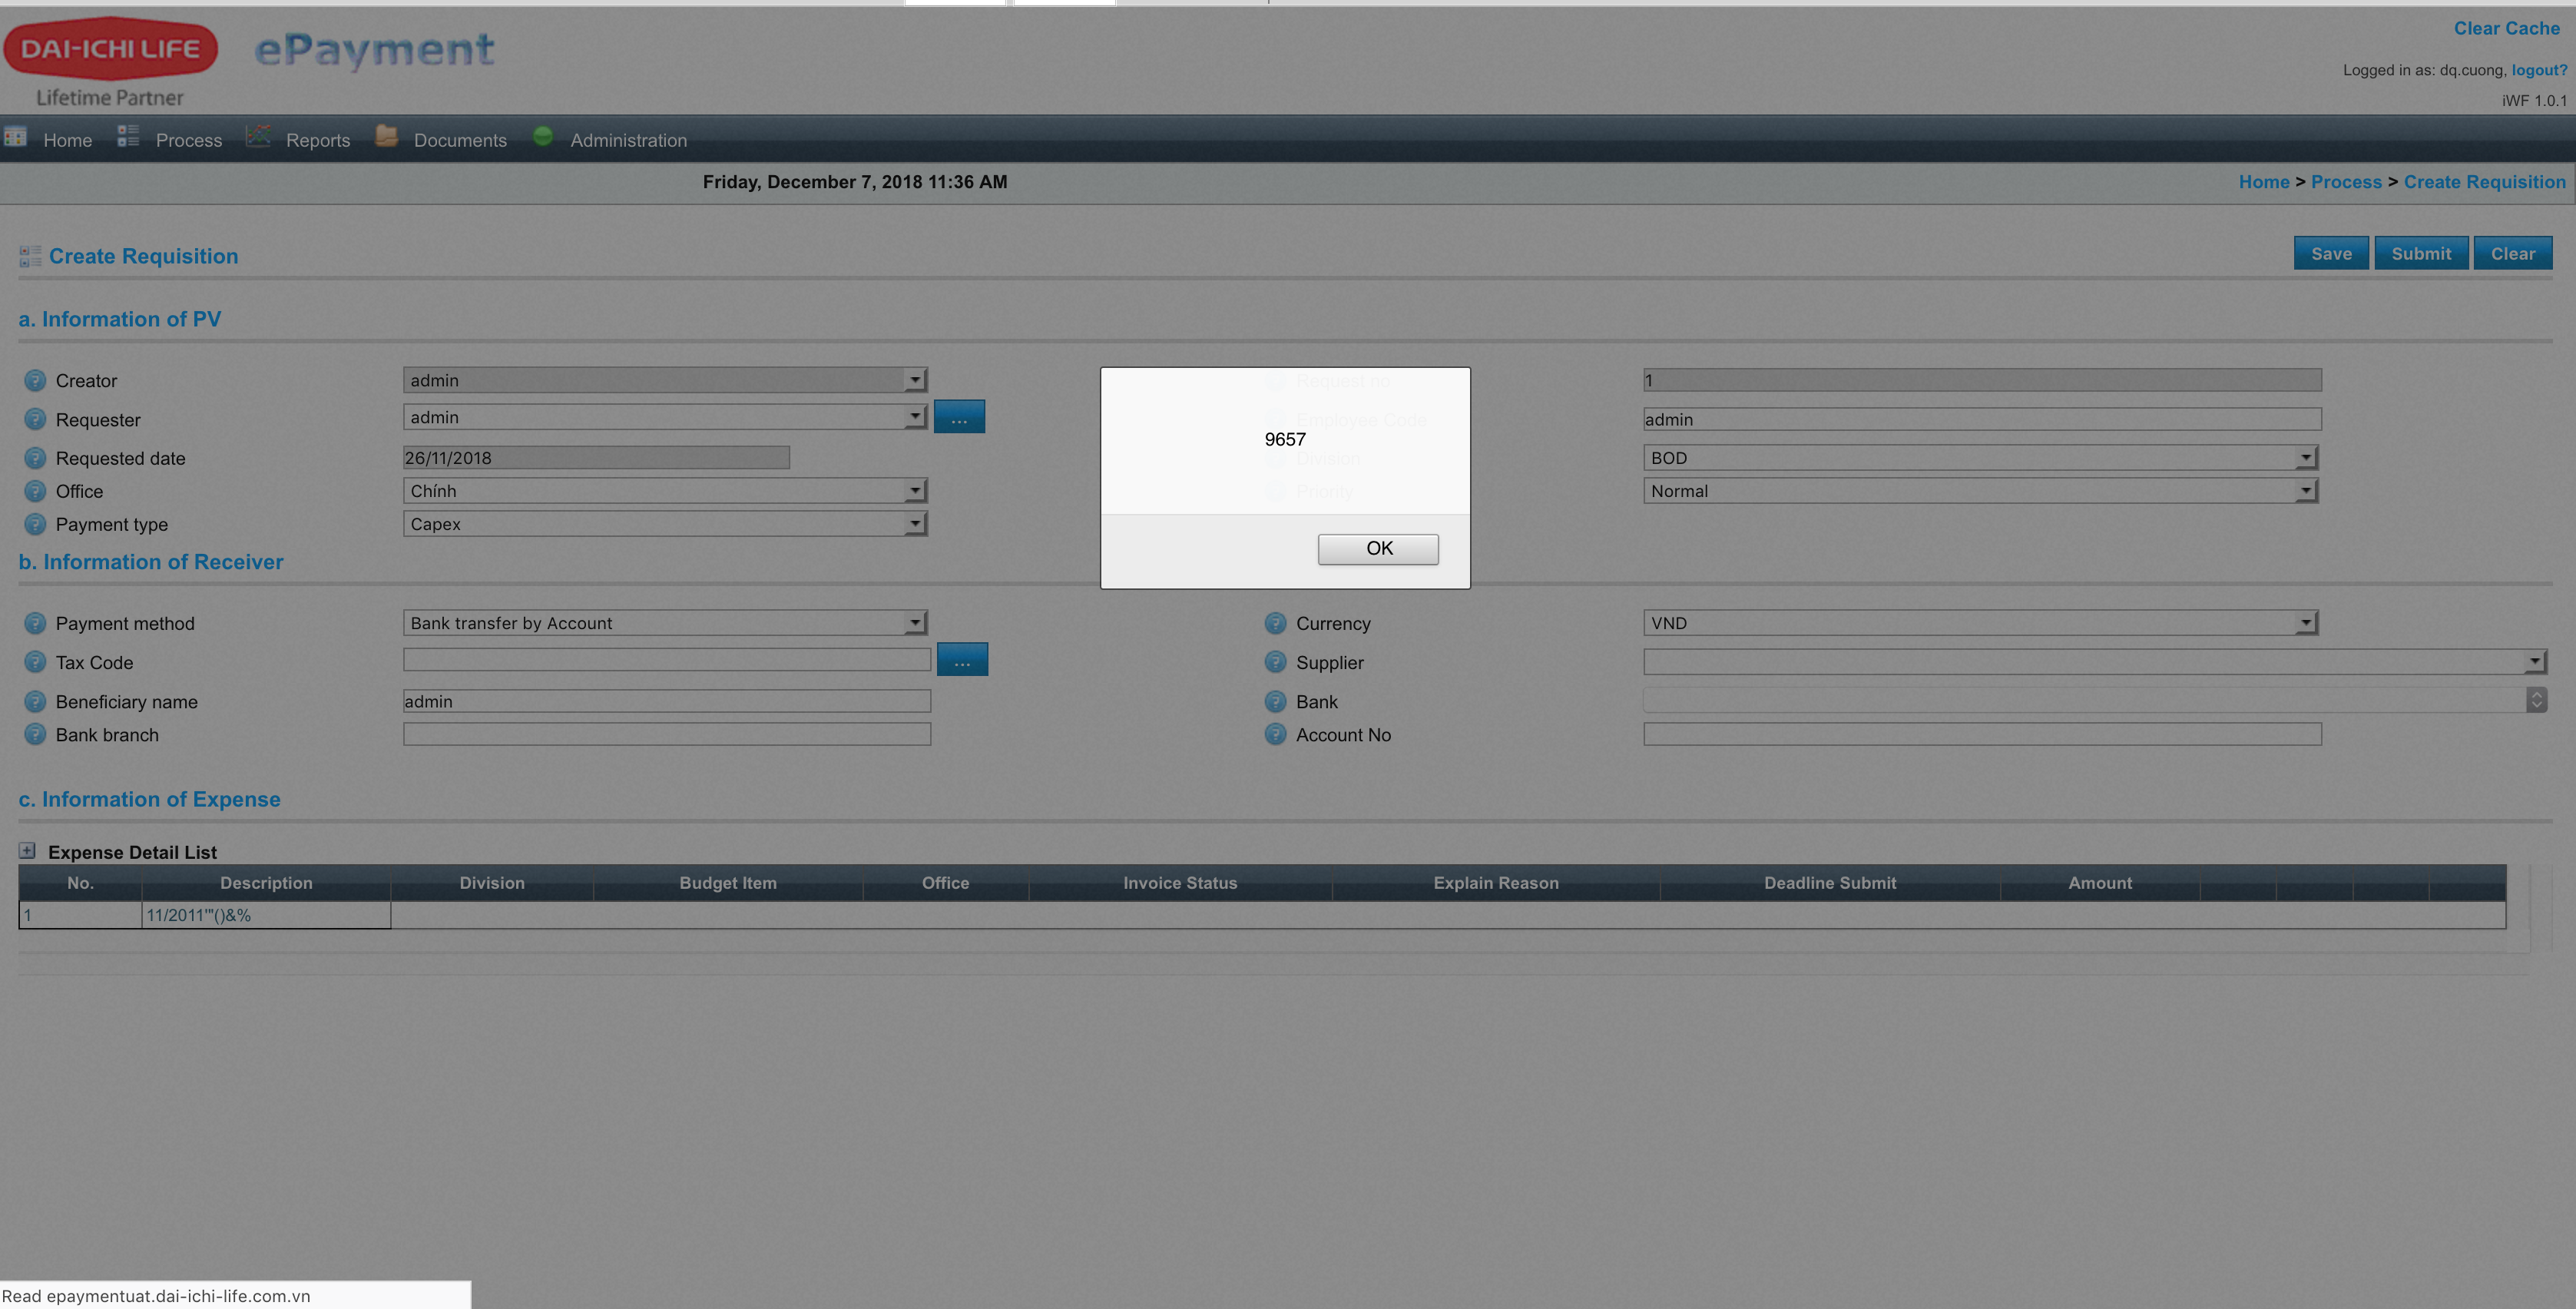 DAI-ICHI LIFE
Lifetime Partner
ePayment
Clear Cache
Logged in as: dq.cuong, logout?
iWF 1.0.1
Home Process Reports Documents Administration
Friday, December 7, 2018 11:36 AM
Home > Process > Create Requisition
Create Requisition
Save Submit Clear
a. Information of PV
Creator admin Request no 1
Requester admin ... Employee Code admin
9657
Requested date 26/11/2018 Division BOD
Office Chính Priority Normal
Payment type Capex
OK
b. Information of Receiver
Payment method Bank transfer by Account Currency VND
Tax Code ... Supplier
Beneficiary name admin Bank
Bank branch Account No
c. Information of Expense
Expense Detail List
No. Description Division Budget Item Office Invoice Status Explain Reason Deadline Submit Amount
1 11/2011'"()&%
Read epaymentuat.dai-ichi-life.com.vn